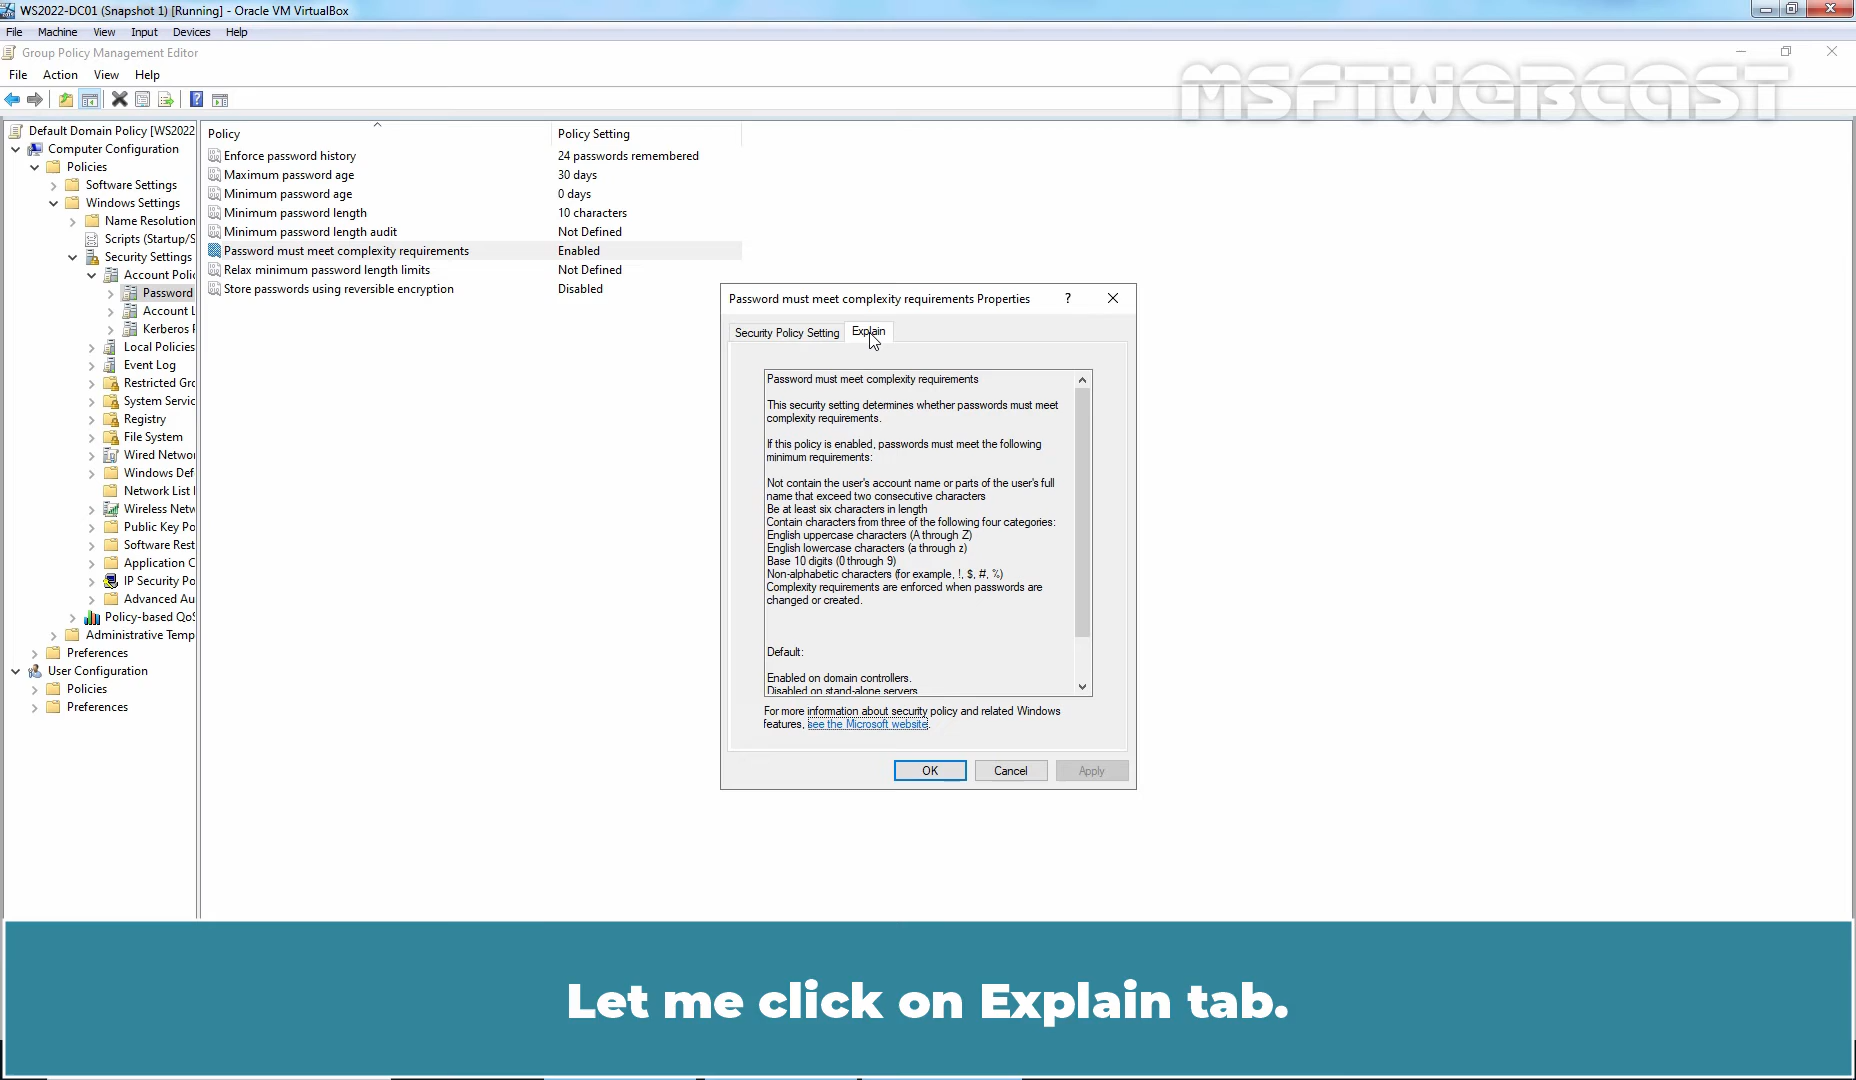 WS2022-DC01 (Snapshot 1) [Running] - Oracle VM VirtualBox
File Machine View Input Devices Help
Group Policy Management Editor
File Action View Help
MSFTWEBCAST
Default Domain Policy [WS2022
Computer Configuration
Policies
Software Settings
Windows Settings
Name Resolution
Scripts (Startup/S
Security Settings
Account Polic
Password
Account L
Kerberos P
Local Policies
Event Log
Restricted Gro
System Servic
Registry
File System
Wired Networ
Windows Def
Network List
Wireless Netw
Public Key Po
Software Rest
Application C
IP Security Po
Advanced Au
Policy-based QoS
Administrative Temp
Preferences
User Configuration
Policies
Preferences
Policy Policy Setting
Enforce password history 24 passwords remembered
Maximum password age 30 days
Minimum password age 0 days
Minimum password length 10 characters
Minimum password length audit Not Defined
Password must meet complexity requirements Enabled
Relax minimum password length limits Not Defined
Store passwords using reversible encryption Disabled
Password must meet complexity requirements Properties ?
Security Policy Setting Explain
Password must meet complexity requirements
This security setting determines whether passwords must meet
complexity requirements.
If this policy is enabled, passwords must meet the following
minimum requirements:
Not contain the user's account name or parts of the user's full
name that exceed two consecutive characters
Be at least six characters in length
Contain characters from three of the following four categories:
English uppercase characters (A through Z)
English lowercase characters (a through z)
Base 10 digits (0 through 9)
Non-alphabetic characters (for example, !, $, #, %)
Complexity requirements are enforced when passwords are
changed or created.
Default:
Enabled on domain controllers.
Disabled on stand-alone servers.
For more information about security policy and related Windows
features, see the Microsoft website.
OK Cancel Apply
Let me click on Explain tab.